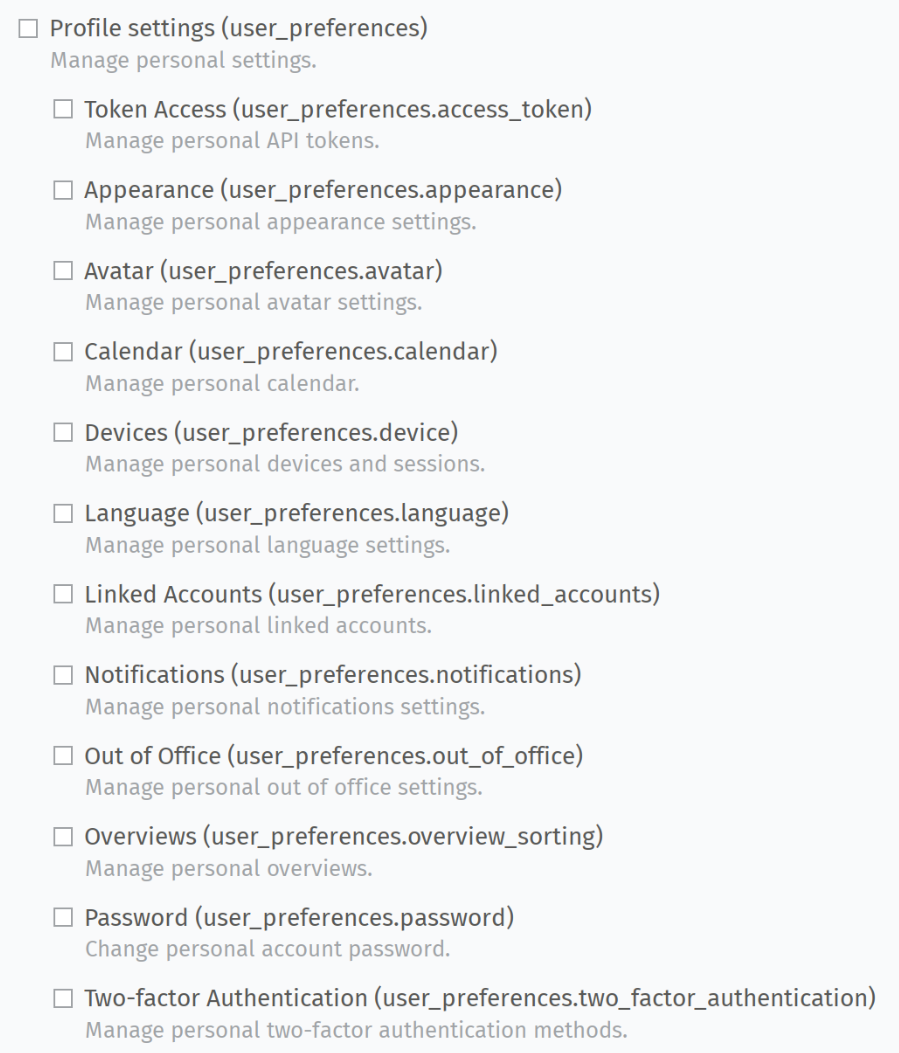 Profile settings (user_preferences)
Manage personal settings.
Token Access (user_preferences.access_token)
Manage personal API tokens.
Appearance (user_preferences.appearance)
Manage personal appearance settings.
Avatar (user_preferences.avatar)
Manage personal avatar settings.
Calendar (user_preferences.calendar)
Manage personal calendar.
Devices (user_preferences.device)
Manage personal devices and sessions.
Language (user_preferences.language)
Manage personal language settings.
Linked Accounts (user_preferences.linked_accounts)
Manage personal linked accounts.
Notifications (user_preferences.notifications)
Manage personal notifications settings.
Out of Office (user_preferences.out_of_office)
Manage personal out of office settings.
Overviews (user_preferences.overview_sorting)
Manage personal overviews.
Password (user_preferences.password)
Change personal account password.
Two-factor Authentication (user_preferences.two_factor_authentication)
Manage personal two-factor authentication methods.